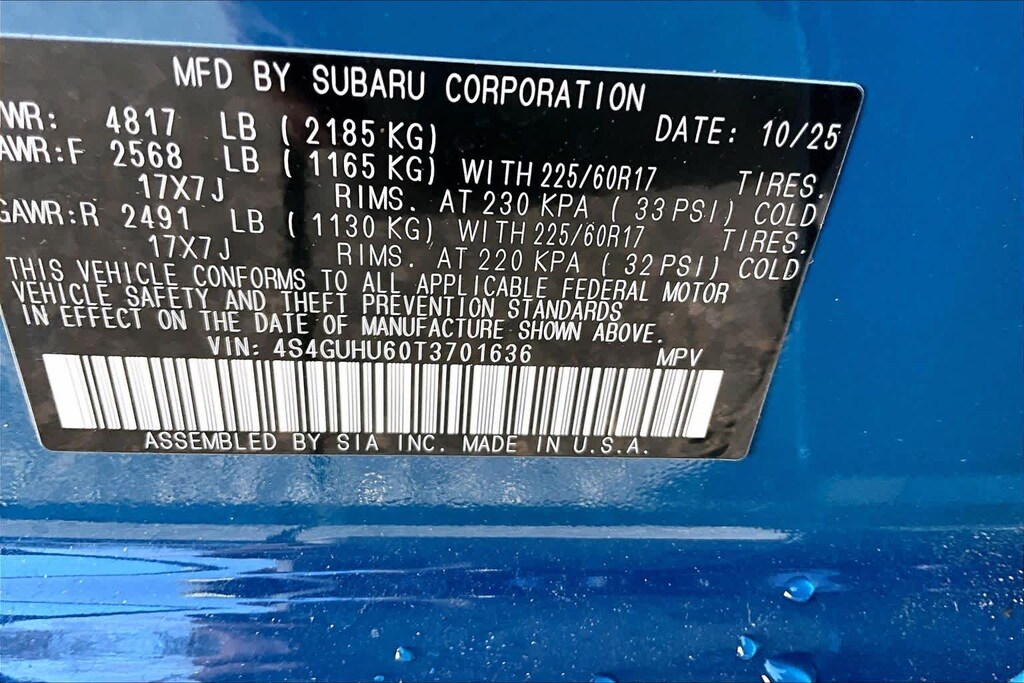 MFD BY SUBARU CORPORATION
WR: 4817 LB ( 2185 KG) DATE: 10/25
AWR:F 2568 LB ( 1165 KG) WITH 225/60R17 TIRES.
17X7J RIMS. AT 230 KPA ( 33 PSI) COLD
GAWR:R 2491 LB ( 1130 KG) WITH 225/60R17 TIRES.
17X7J RIMS. AT 220 KPA ( 32 PSI) COLD
THIS VEHICLE CONFORMS TO ALL APPLICABLE FEDERAL MOTOR
VEHICLE SAFETY AND THEFT PREVENTION STANDARDS
IN EFFECT ON THE DATE OF MANUFACTURE SHOWN ABOVE.
VIN: 4S4GUHU60T3701636 MPV
ASSEMBLED BY SIA INC. MADE IN U.S.A.